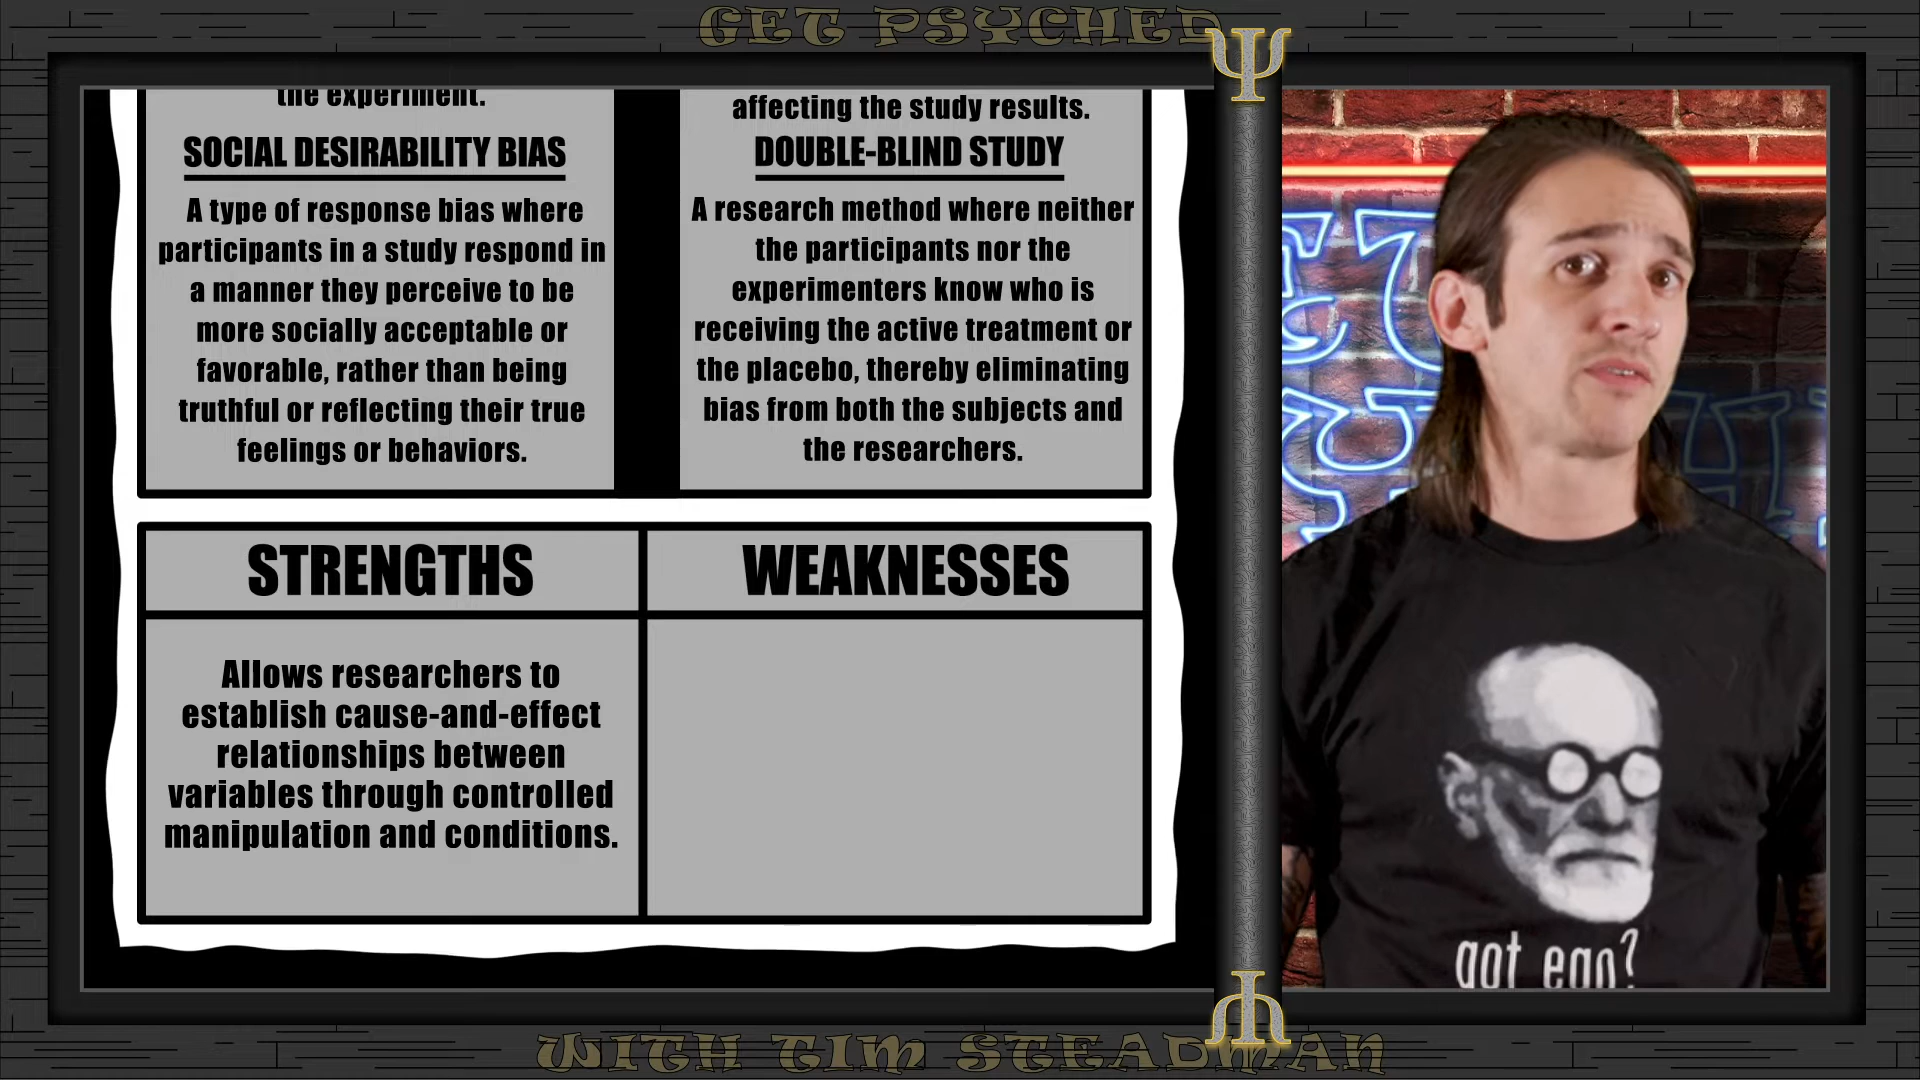 GET PSYCHED
the experiment.
SOCIAL DESIRABILITY BIAS
A type of response bias where
participants in a study respond in
a manner they perceive to be
more socially acceptable or
favorable, rather than being
truthful or reflecting their true
feelings or behaviors.
affecting the study results.
DOUBLE-BLIND STUDY
A research method where neither
the participants nor the
experimenters know who is
receiving the active treatment or
the placebo, thereby eliminating
bias from both the subjects and
the researchers.
STRENGTHS
WEAKNESSES
Allows researchers to
establish cause-and-effect
relationships between
variables through controlled
manipulation and conditions.
Ψ
Ψ
got ego?
WITH TIM STEADMAN